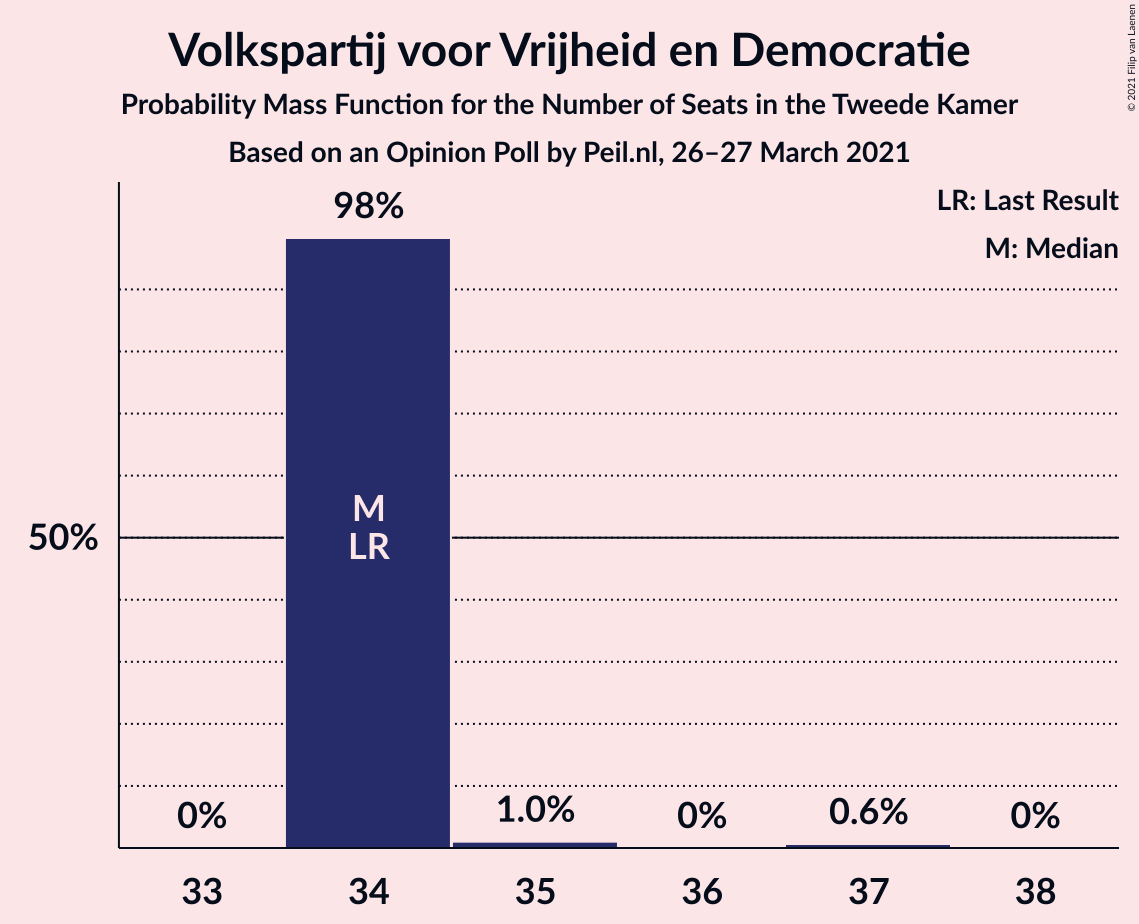 Volkspartij voor Vrijheid en Democratie
Probability Mass Function for the Number of Seats in the Tweede Kamer
Based on an Opinion Poll by Peil.nl, 26–27 March 2021
© 2021 Filip van Laenen
LR: Last Result
M: Median
98%
M
LR
50%
0%
1.0%
0%
0.6%
0%
33
34
35
36
37
38